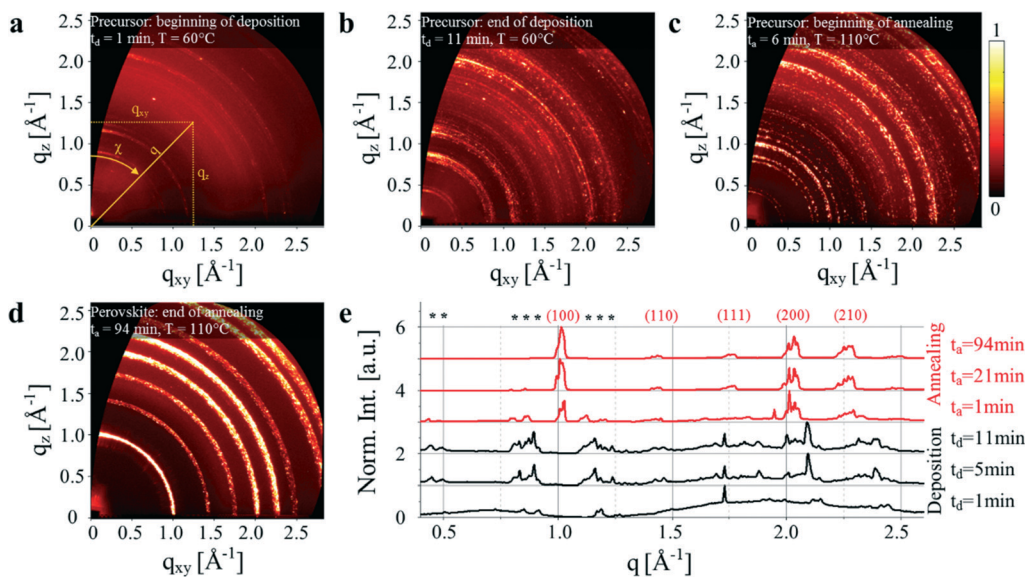 a
Precursor: beginning of deposition
t_d = 1 min, T = 60°C
2.5
2.0
1.5
1.0
0.5
0
q_z [Å⁻¹]
q_xy
χ
q
q_z
0 0.5 1.0 1.5 2.0 2.5
q_xy [Å⁻¹]
b
Precursor: end of deposition
t_d = 11 min, T = 60°C
2.5
2.0
1.5
1.0
0.5
0
q_z [Å⁻¹]
0 0.5 1.0 1.5 2.0 2.5
q_xy [Å⁻¹]
c
Precursor: beginning of annealing
t_a = 6 min, T = 110°C
2.5
2.0
1.5
1.0
0.5
0
q_z [Å⁻¹]
0 0.5 1.0 1.5 2.0 2.5
q_xy [Å⁻¹]
1
0
d
Perovskite: end of annealing
t_a = 94 min, T = 110°C
2.5
2.0
1.5
1.0
0.5
0
q_z [Å⁻¹]
0 0.5 1.0 1.5 2.0 2.5
q_xy [Å⁻¹]
e
* * * * * (100) * * * (110) (111) (200) (210)
6
4
2
0
Norm. Int. [a.u.]
t_a=94min
t_a=21min
t_a=1min
Annealing
t_d=11min
t_d=5min
t_d=1min
Deposition
0.5 1.0 1.5 2.0 2.5
q [Å⁻¹]